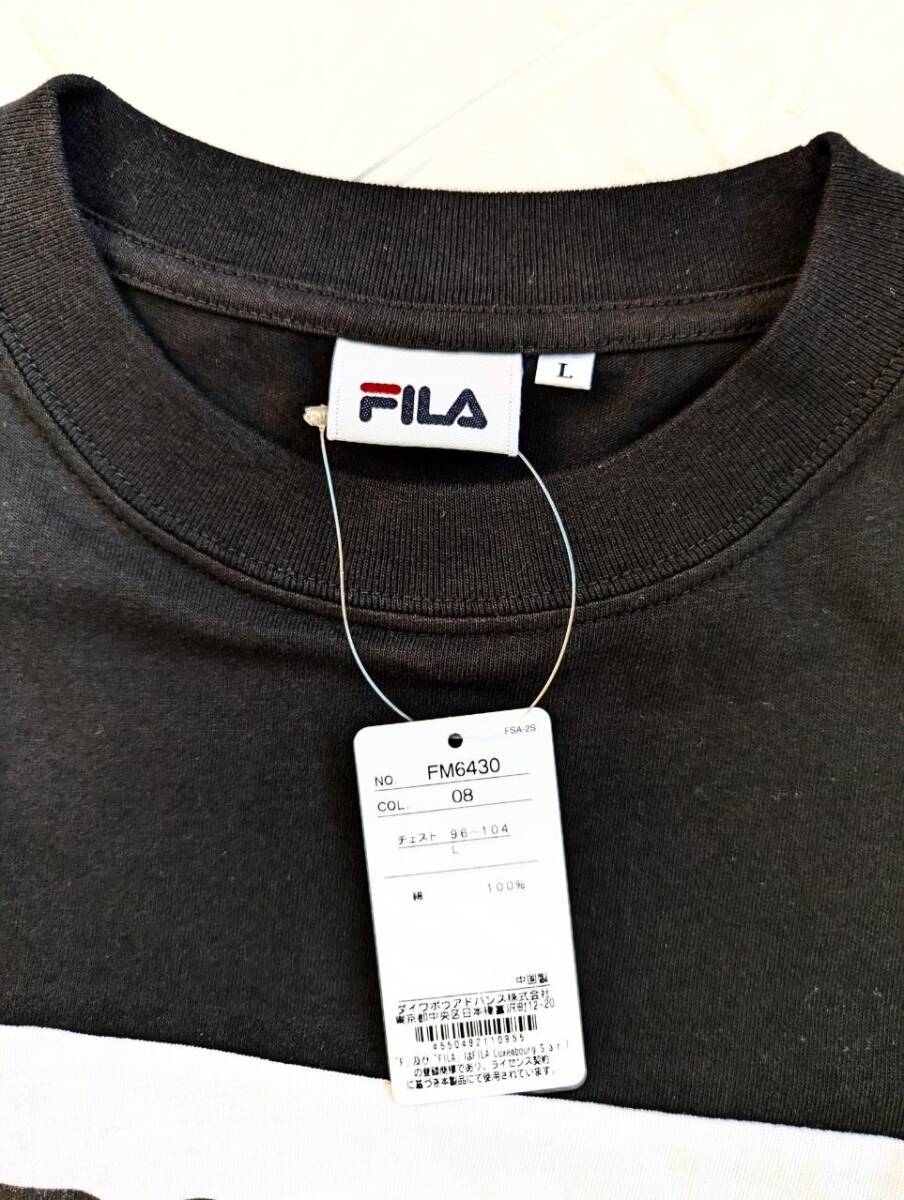 FILA
L
FSA-2S
NO. FM6430
COL. 08
チェスト 96~104
L
綿 100%
中国製
ダイワボウアドバンス株式会社
東京都中央区日本橋富沢町12-20
4550492110955
"F"及び"FILA"はFILA Luxembourg S a r l
の登録商標であり、ライセンス契約
に基づき本製品にて使用されています。